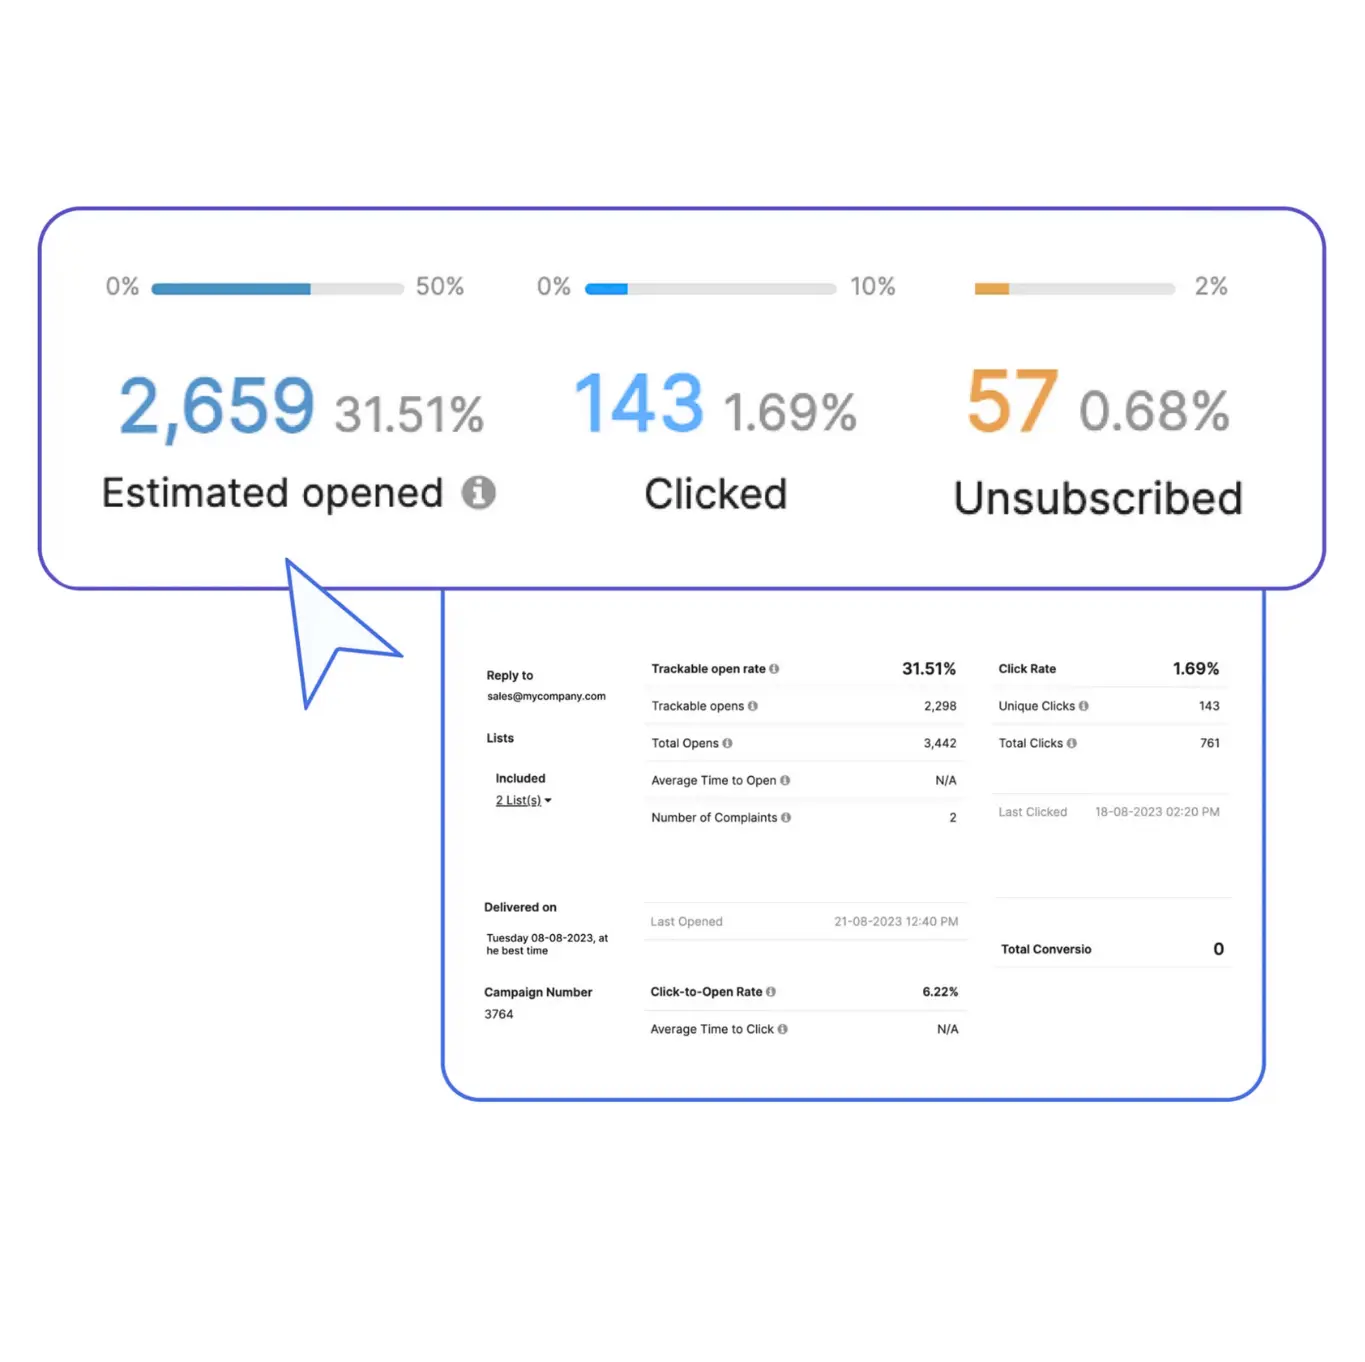 0% 50%
0% 10%
2%
2,659 31.51%
Estimated opened
143 1.69%
Clicked
57 0.68%
Unsubscribed
Reply to
sales@mycompany.com
Lists
Included
2 List(s)
Delivered on
Tuesday 08-08-2023, at
he best time
Campaign Number
3764
Trackable open rate 31.51%
Trackable opens 2,298
Total Opens 3,442
Average Time to Open N/A
Number of Complaints 2
Last Opened 21-08-2023 12:40 PM
Click-to-Open Rate 6.22%
Average Time to Click N/A
Click Rate 1.69%
Unique Clicks 143
Total Clicks 761
Last Clicked 18-08-2023 02:20 PM
Total Conversio 0